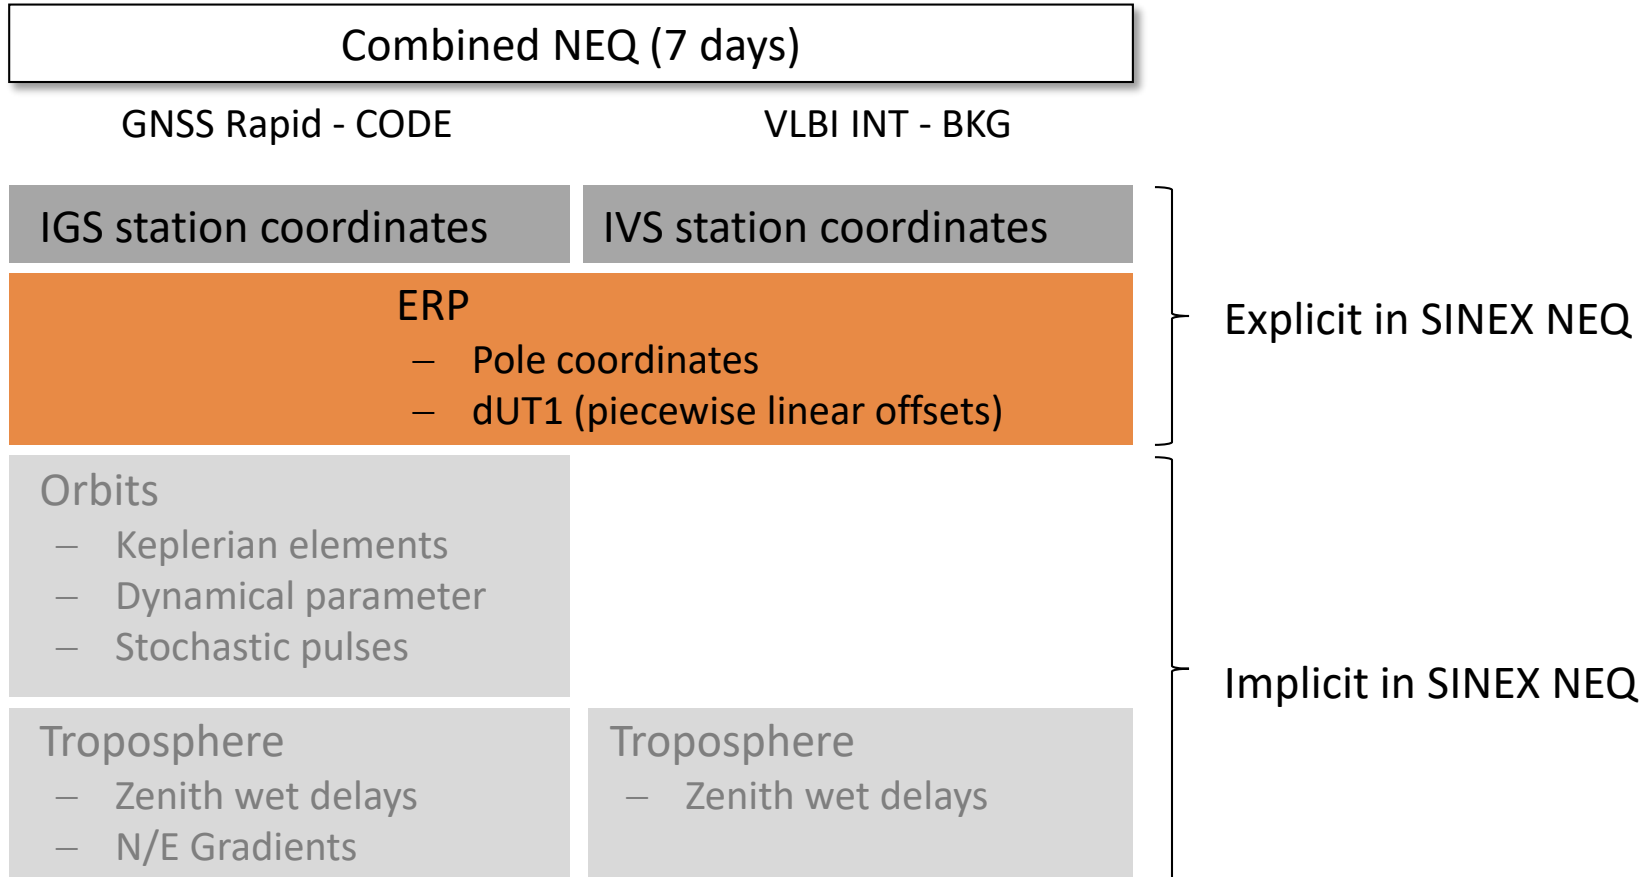 Combined NEQ (7 days)
GNSS Rapid - CODE
VLBI INT - BKG
IGS station coordinates
IVS station coordinates
ERP
– Pole coordinates
– dUT1 (piecewise linear offsets)
Explicit in SINEX NEQ
Orbits
– Keplerian elements
– Dynamical parameter
– Stochastic pulses
Troposphere
– Zenith wet delays
– N/E Gradients
Troposphere
– Zenith wet delays
Implicit in SINEX NEQ